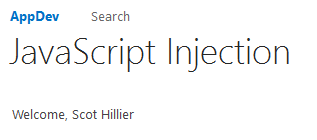 AppDev Search
JavaScript Injection
Welcome, Scot Hillier